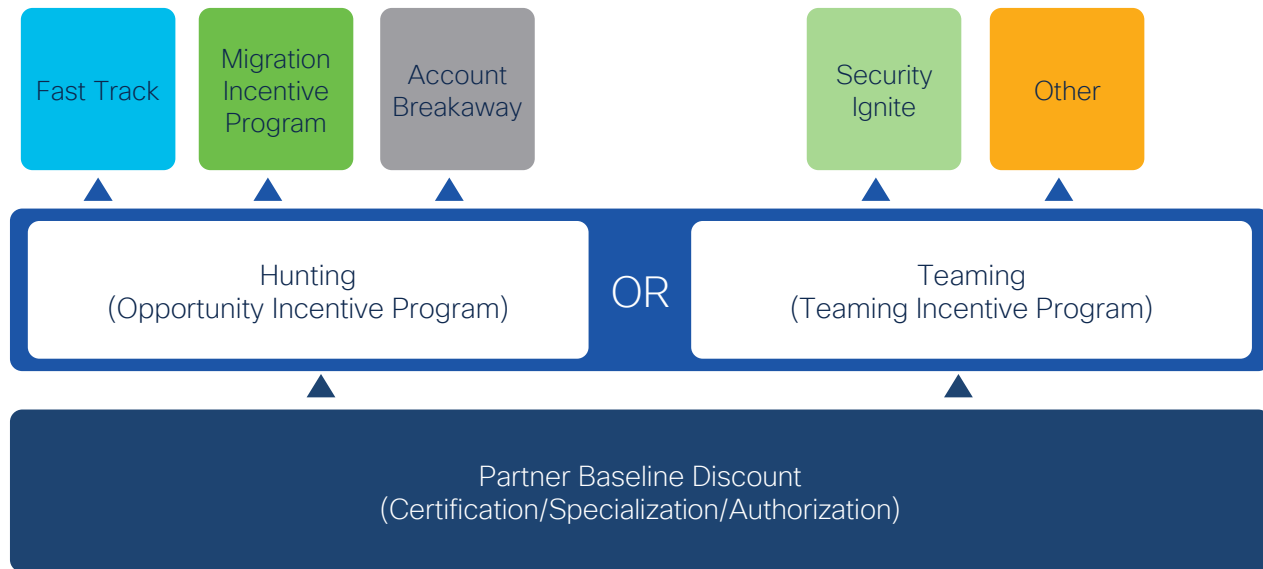 Fast Track
Migration
Incentive
Program
Account
Breakaway
Security
Ignite
Other
Hunting
(Opportunity Incentive Program)
OR
Teaming
(Teaming Incentive Program)
Partner Baseline Discount
(Certification/Specialization/Authorization)